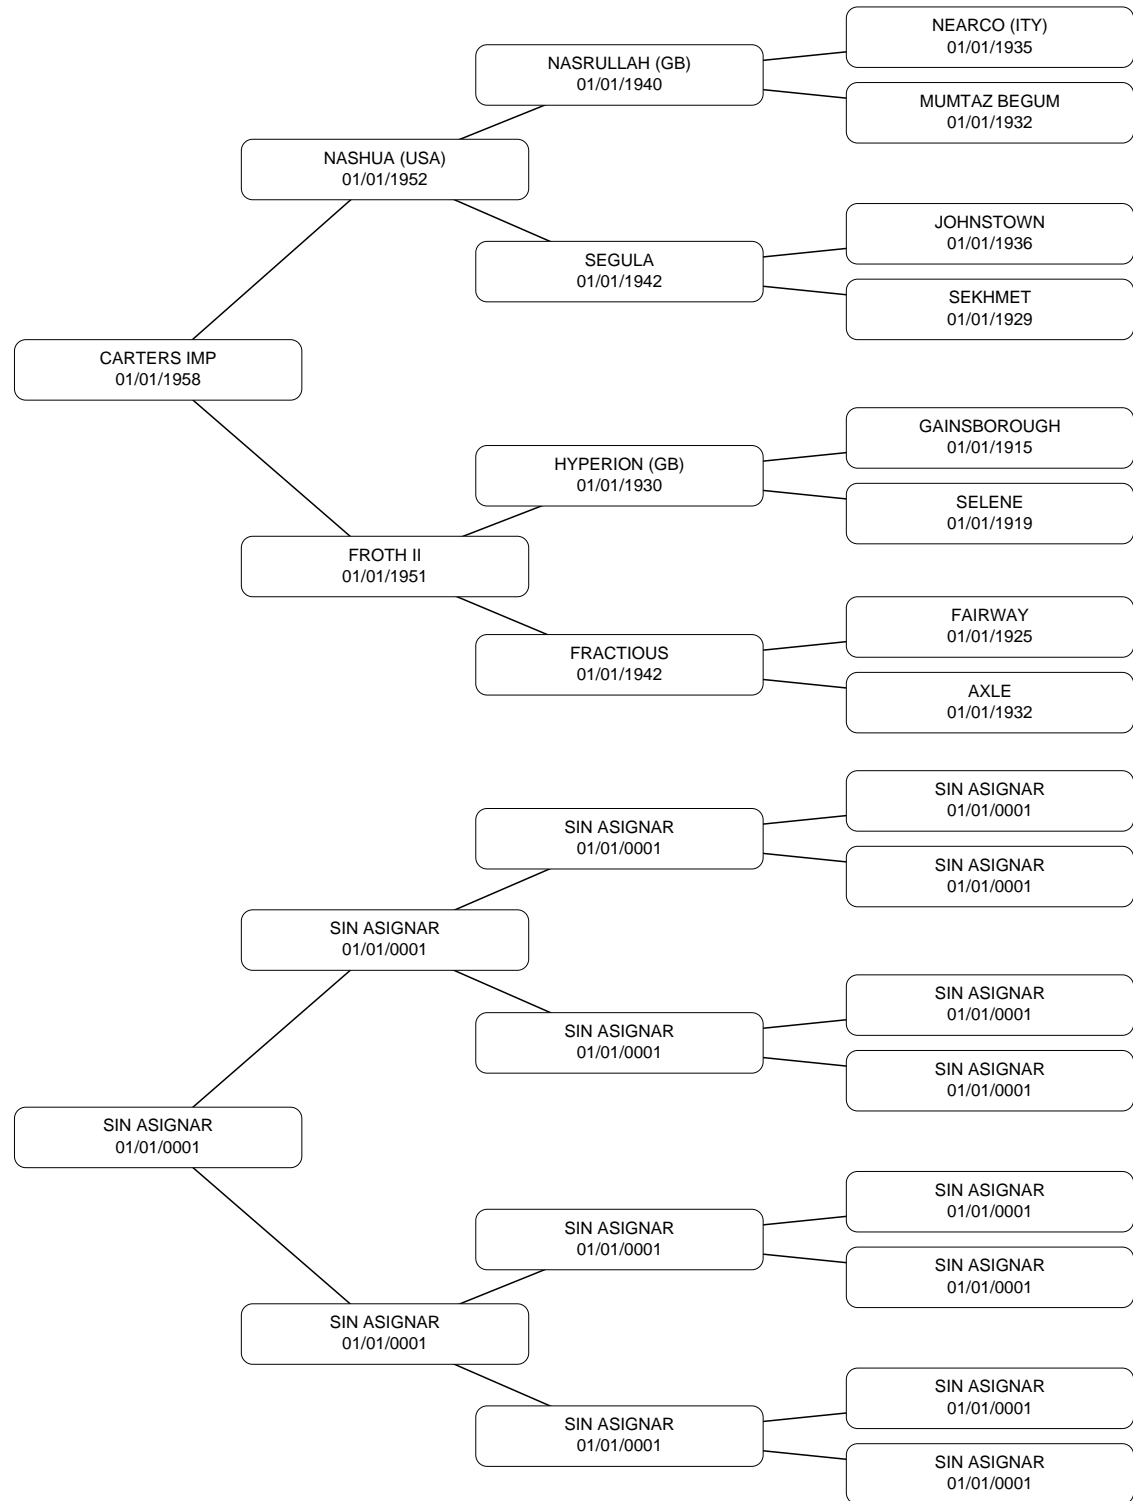 NEARCO (ITY)
01/01/1935
NASRULLAH (GB)
01/01/1940
MUMTAZ BEGUM
01/01/1932
NASHUA (USA)
01/01/1952
JOHNSTOWN
01/01/1936
SEGULA
01/01/1942
SEKHMET
01/01/1929
CARTERS IMP
01/01/1958
GAINSBOROUGH
01/01/1915
HYPERION (GB)
01/01/1930
SELENE
01/01/1919
FROTH II
01/01/1951
FAIRWAY
01/01/1925
FRACTIOUS
01/01/1942
AXLE
01/01/1932
SIN ASIGNAR
01/01/0001
SIN ASIGNAR
01/01/0001
SIN ASIGNAR
01/01/0001
SIN ASIGNAR
01/01/0001
SIN ASIGNAR
01/01/0001
SIN ASIGNAR
01/01/0001
SIN ASIGNAR
01/01/0001
SIN ASIGNAR
01/01/0001
SIN ASIGNAR
01/01/0001
SIN ASIGNAR
01/01/0001
SIN ASIGNAR
01/01/0001
SIN ASIGNAR
01/01/0001
SIN ASIGNAR
01/01/0001
SIN ASIGNAR
01/01/0001
SIN ASIGNAR
01/01/0001